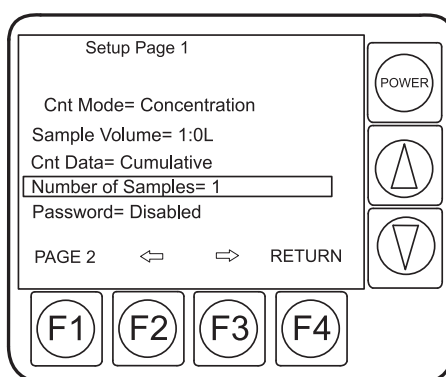 Setup Page 1
POWER
Cnt Mode= Concentration
Sample Volume= 1:0L
Cnt Data= Cumulative
Number of Samples= 1
Password= Disabled
PAGE 2 ⇦ ⇨ RETURN
F1 F2 F3 F4